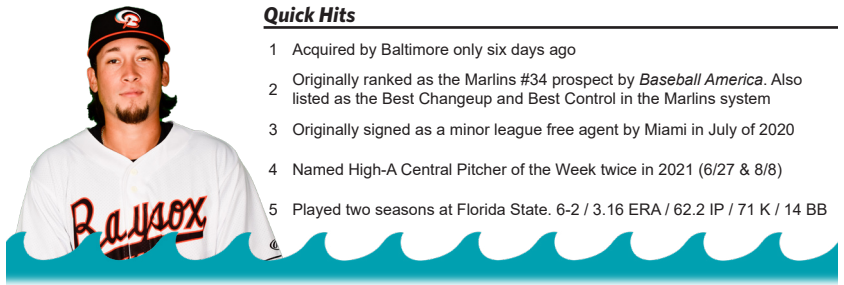 Quick Hits
1 Acquired by Baltimore only six days ago
2 Originally ranked as the Marlins #34 prospect by Baseball America. Also
listed as the Best Changeup and Best Control in the Marlins system
3 Originally signed as a minor league free agent by Miami in July of 2020
4 Named High-A Central Pitcher of the Week twice in 2021 (6/27 & 8/8)
5 Played two seasons at Florida State. 6-2 / 3.16 ERA / 62.2 IP / 71 K / 14 BB
Baysox